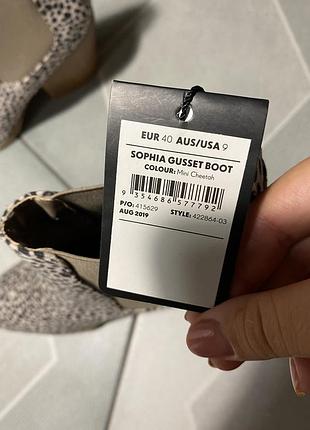 EUR 40 AUS/USA 9
SOPHIA GUSSET BOOT
COLOUR: Mini Cheetah
9 354686 577792
P/O: 415629
AUG 2019 STYLE: 422864-03